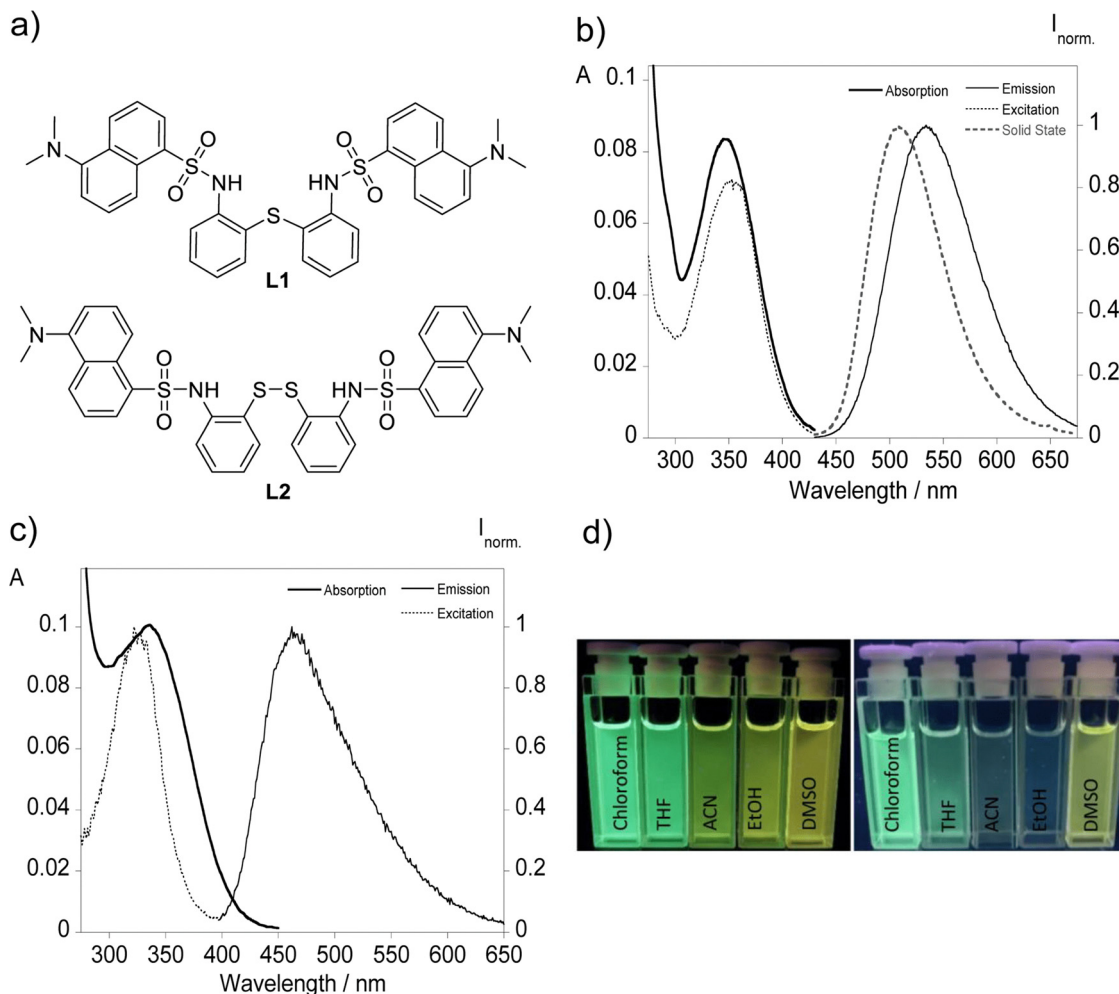 a)
N
O
S
O
NH
S
HN
O
S
O
N
L1
N
O
S
O
NH
S
S
HN
O
S
O
N
L2
b)
I norm.
A
Absorption
Emission
Excitation
Solid State
0.1
0.08
0.06
0.04
0.02
0
1
0.8
0.6
0.4
0.2
0
300 350 400 450 500 550 600 650
Wavelength / nm
c)
I norm.
A
Absorption
Emission
Excitation
0.1
0.08
0.06
0.04
0.02
0
1
0.8
0.6
0.4
0.2
0
300 350 400 450 500 550 600 650
Wavelength / nm
d)
Chloroform
THF
ACN
EtOH
DMSO
Chloroform
THF
ACN
EtOH
DMSO